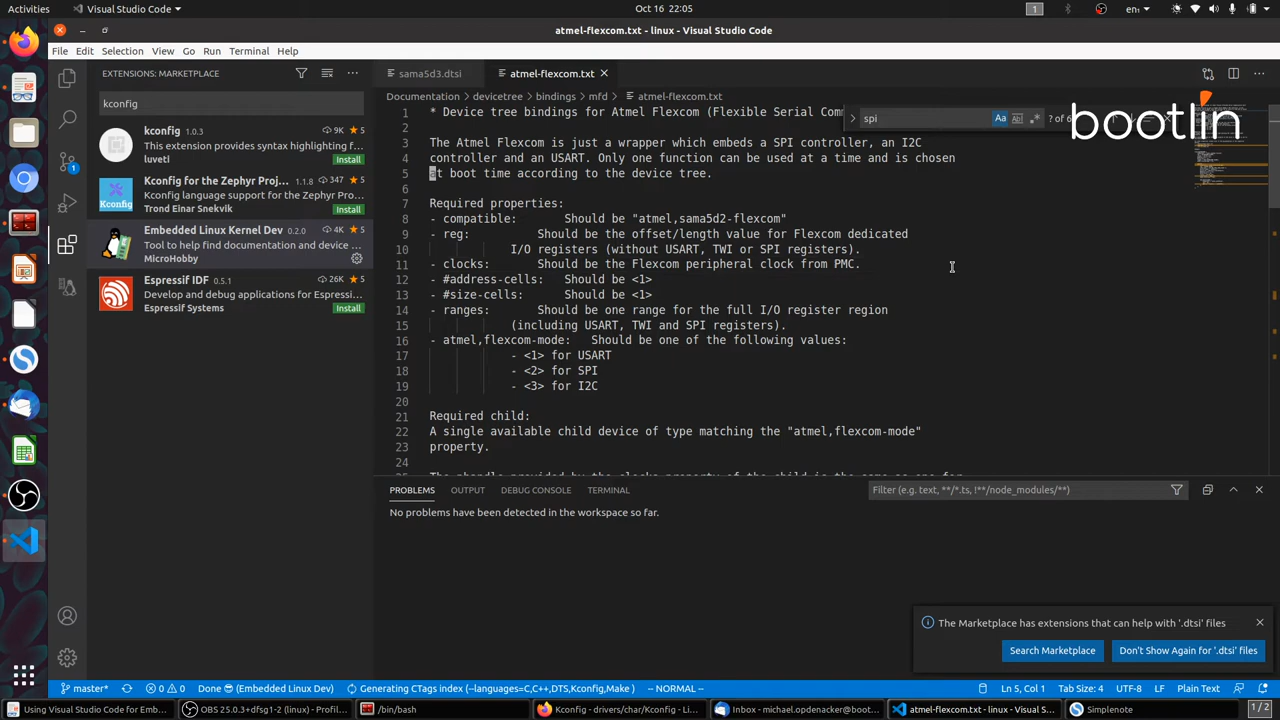 Activities
Visual Studio Code
Oct 16 22:05
1
en
atmel-flexcom.txt - linux - Visual Studio Code
File Edit Selection View Go Run Terminal Help
EXTENSIONS: MARKETPLACE
kconfig
kconfig 1.0.3 9K 5
This extension provides syntax highlighting f...
luveti Install
Kconfig for the Zephyr Proj... 1.1.8 347 5
Kconfig language support for the Zephyr Proj...
Trond Einar Snekvik Install
Embedded Linux Kernel Dev 0.2.0 4K 5
Tool to help find documentation and device ...
MicroHobby
Espressif IDF 0.5.1 26K 5
Develop and debug applications for Espressi...
Espressif Systems Install
sama5d3.dtsi
atmel-flexcom.txt
Documentation > devicetree > bindings > mfd > atmel-flexcom.txt
spi
Aa Ab .* ? of 6
bootlin
1 * Device tree bindings for Atmel Flexcom (Flexible Serial Com
2
3 The Atmel Flexcom is just a wrapper which embeds a SPI controller, an I2C
4 controller and an USART. Only one function can be used at a time and is chosen
5 at boot time according to the device tree.
6
7 Required properties:
8 - compatible: Should be "atmel,sama5d2-flexcom"
9 - reg: Should be the offset/length value for Flexcom dedicated
10 I/O registers (without USART, TWI or SPI registers).
11 - clocks: Should be the Flexcom peripheral clock from PMC.
12 - #address-cells: Should be <1>
13 - #size-cells: Should be <1>
14 - ranges: Should be one range for the full I/O register region
15 (including USART, TWI and SPI registers).
16 - atmel,flexcom-mode: Should be one of the following values:
17 - <1> for USART
18 - <2> for SPI
19 - <3> for I2C
20
21 Required child:
22 A single available child device of type matching the "atmel,flexcom-mode"
23 property.
24
PROBLEMS OUTPUT DEBUG CONSOLE TERMINAL
Filter (e.g. text, **/*.ts, !**/node_modules/**)
No problems have been detected in the workspace so far.
The Marketplace has extensions that can help with '.dtsi' files
Search Marketplace
Don't Show Again for '.dtsi' files
1
master* 0 0 Done (Embedded Linux Dev) Generating CTags index (--languages=C,C++,DTS,Kconfig,Make ) -- NORMAL -- Ln 5, Col 1 Tab Size: 4 UTF-8 LF Plain Text
Using Visual Studio Code for Emb...
OBS 25.0.3+dfsg1-2 (linux) - Profil...
/bin/bash
Kconfig - drivers/char/Kconfig - Li...
Inbox - michael.opdenacker@boot...
atmel-flexcom.txt - linux - Visual S...
Simplenote
1/2